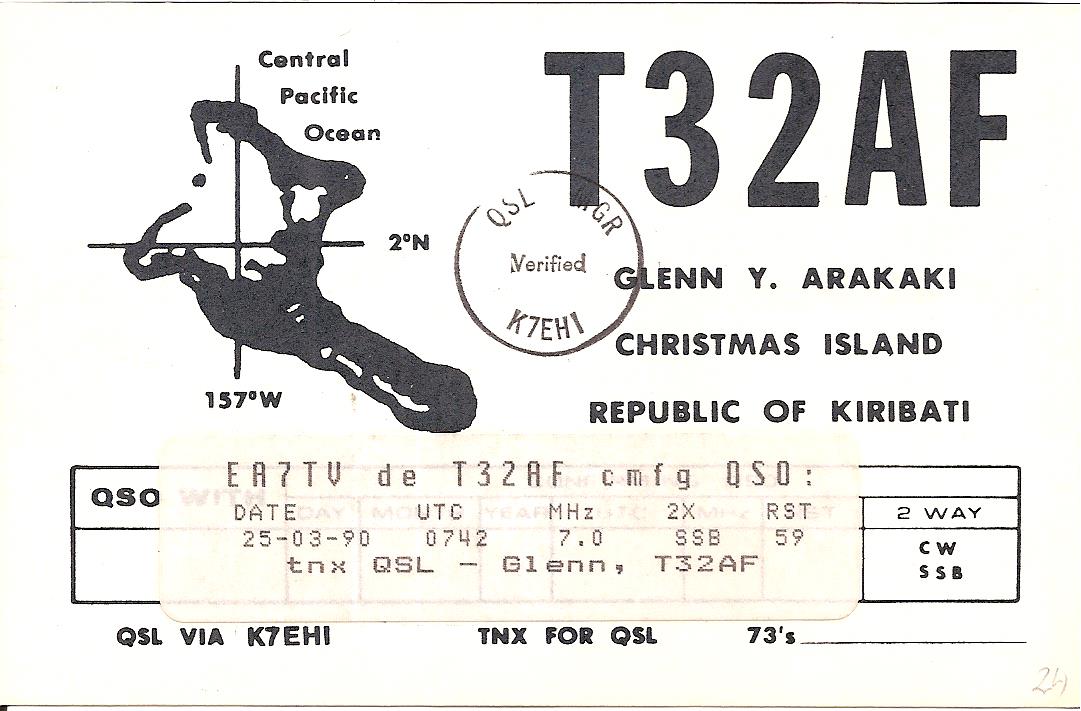 Central
Pacific
Ocean
T32AF
2°N
157°W
QSL MGR
Verified
K7EHI
GLENN Y. ARAKAKI
CHRISTMAS ISLAND
REPUBLIC OF KIRIBATI
QSO WITH
EA7TV de T32AF cmfg QSO:
DATE UTC MHz 2X RST
25-03-90 0742 7.0 SSB 59
tnx QSL - Glenn, T32AF
2 WAY
CW
SSB
QSL VIA K7EHI TNX FOR QSL 73's
24